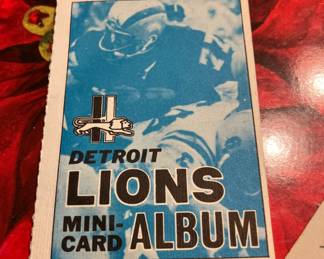 DETROIT
LIONS
MINI-
CARD ALBUM